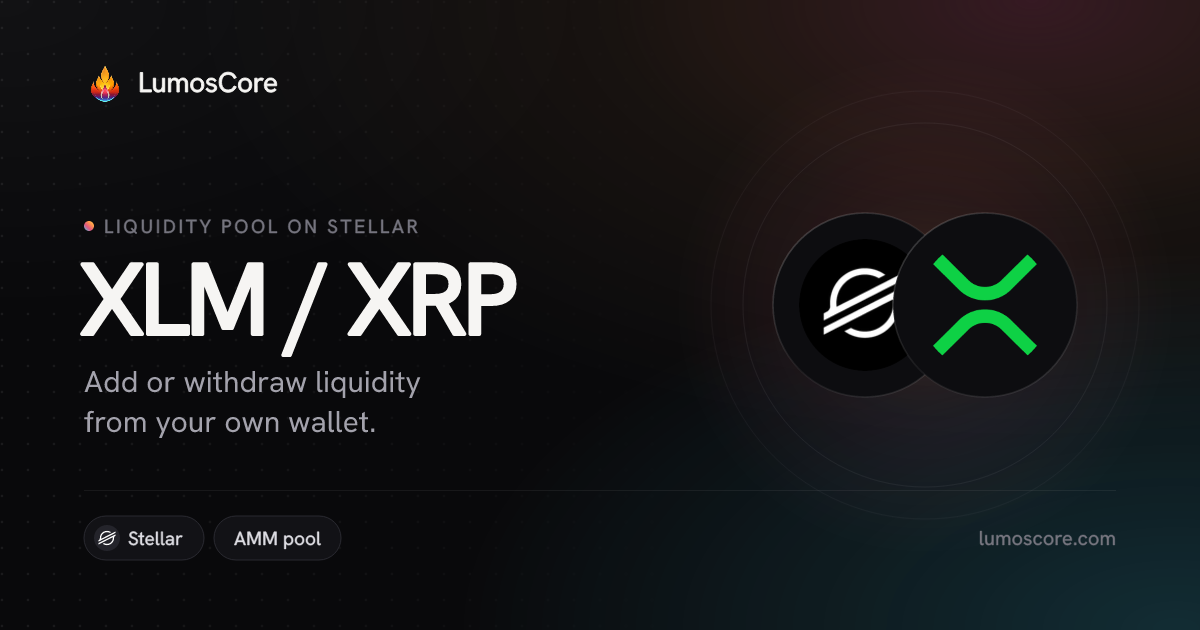 LumosCore
LIQUIDITY POOL ON STELLAR
XLM / XRP
Add or withdraw liquidity
from your own wallet.
Stellar
AMM pool
lumoscore.com